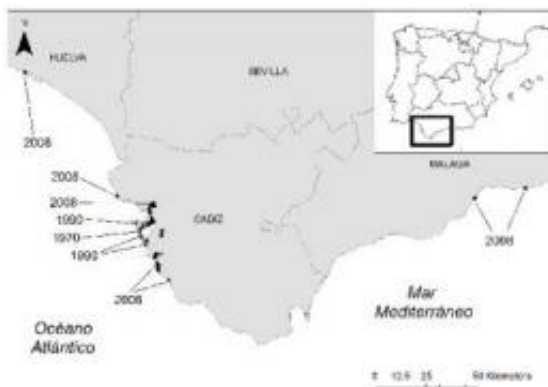 N
HUELVA
SEVILLA
MALAGA
2008
2008
2008
1990
1970
1990
CADIZ
2008
2008
Mar
Mediterráneo
Océano
Atlántico
0 12,5 25 50 Kilometers